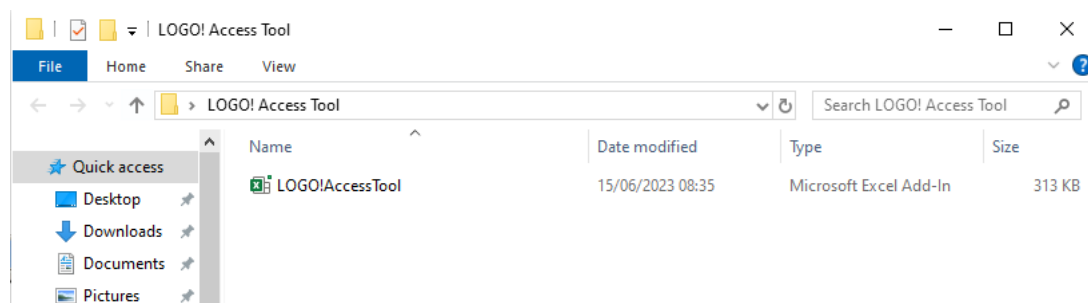 LOGO! Access Tool
File Home Share View
LOGO! Access Tool Search LOGO! Access Tool
Name Date modified Type Size
Quick access
LOGO!AccessTool 15/06/2023 08:35 Microsoft Excel Add-In 313 KB
Desktop
Downloads
Documents
Pictures